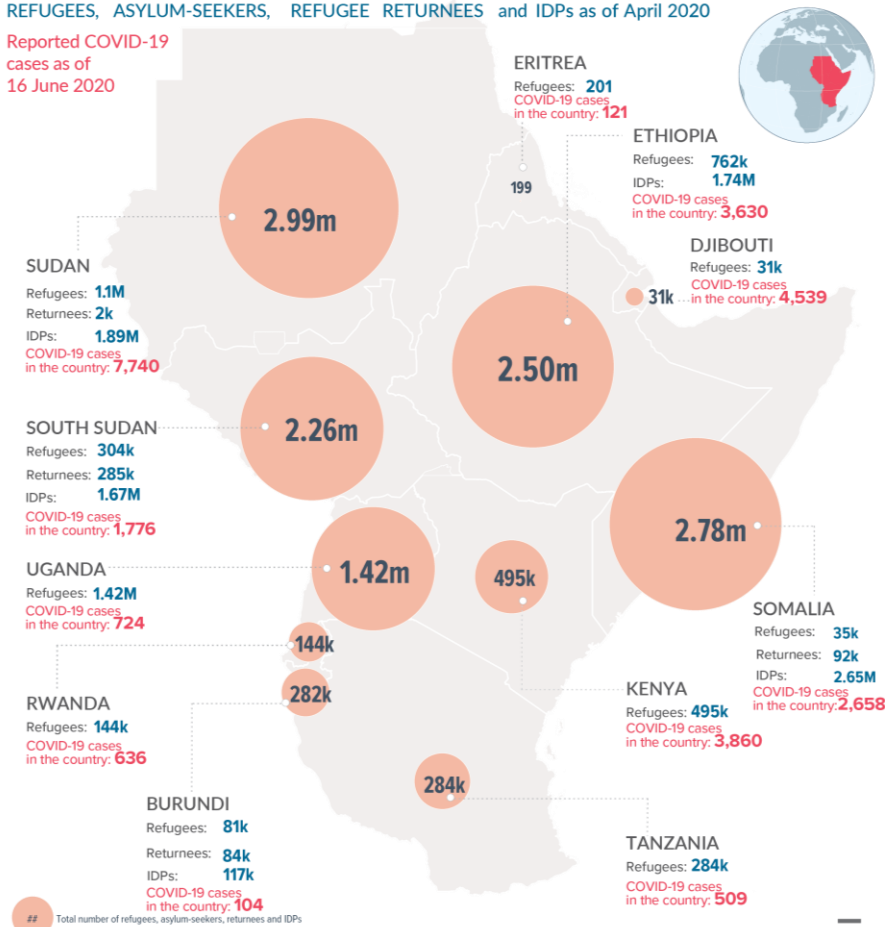 REFUGEES, ASYLUM-SEEKERS, REFUGEE RETURNEES and IDPs as of April 2020
Reported COVID-19
cases as of
16 June 2020
ERITREA
Refugees: 201
COVID-19 cases
in the country: 121
199
ETHIOPIA
Refugees: 762k
IDPs: 1.74M
COVID-19 cases
in the country: 3,630
2.50m
DJIBOUTI
Refugees: 31k
COVID-19 cases
in the country: 4,539
31k
2.99m
SUDAN
Refugees: 1.1M
Returnees: 2k
IDPs: 1.89M
COVID-19 cases
in the country: 7,740
2.26m
SOUTH SUDAN
Refugees: 304k
Returnees: 285k
IDPs: 1.67M
COVID-19 cases
in the country: 1,776
2.78m
SOMALIA
Refugees: 35k
Returnees: 92k
IDPs: 2.65M
COVID-19 cases
in the country: 2,658
1.42m
UGANDA
Refugees: 1.42M
COVID-19 cases
in the country: 724
495k
KENYA
Refugees: 495k
COVID-19 cases
in the country: 3,860
144k
RWANDA
Refugees: 144k
COVID-19 cases
in the country: 636
282k
BURUNDI
Refugees: 81k
Returnees: 84k
IDPs: 117k
COVID-19 cases
in the country: 104
284k
TANZANIA
Refugees: 284k
COVID-19 cases
in the country: 509
## Total number of refugees, asylum-seekers, returnees and IDPs